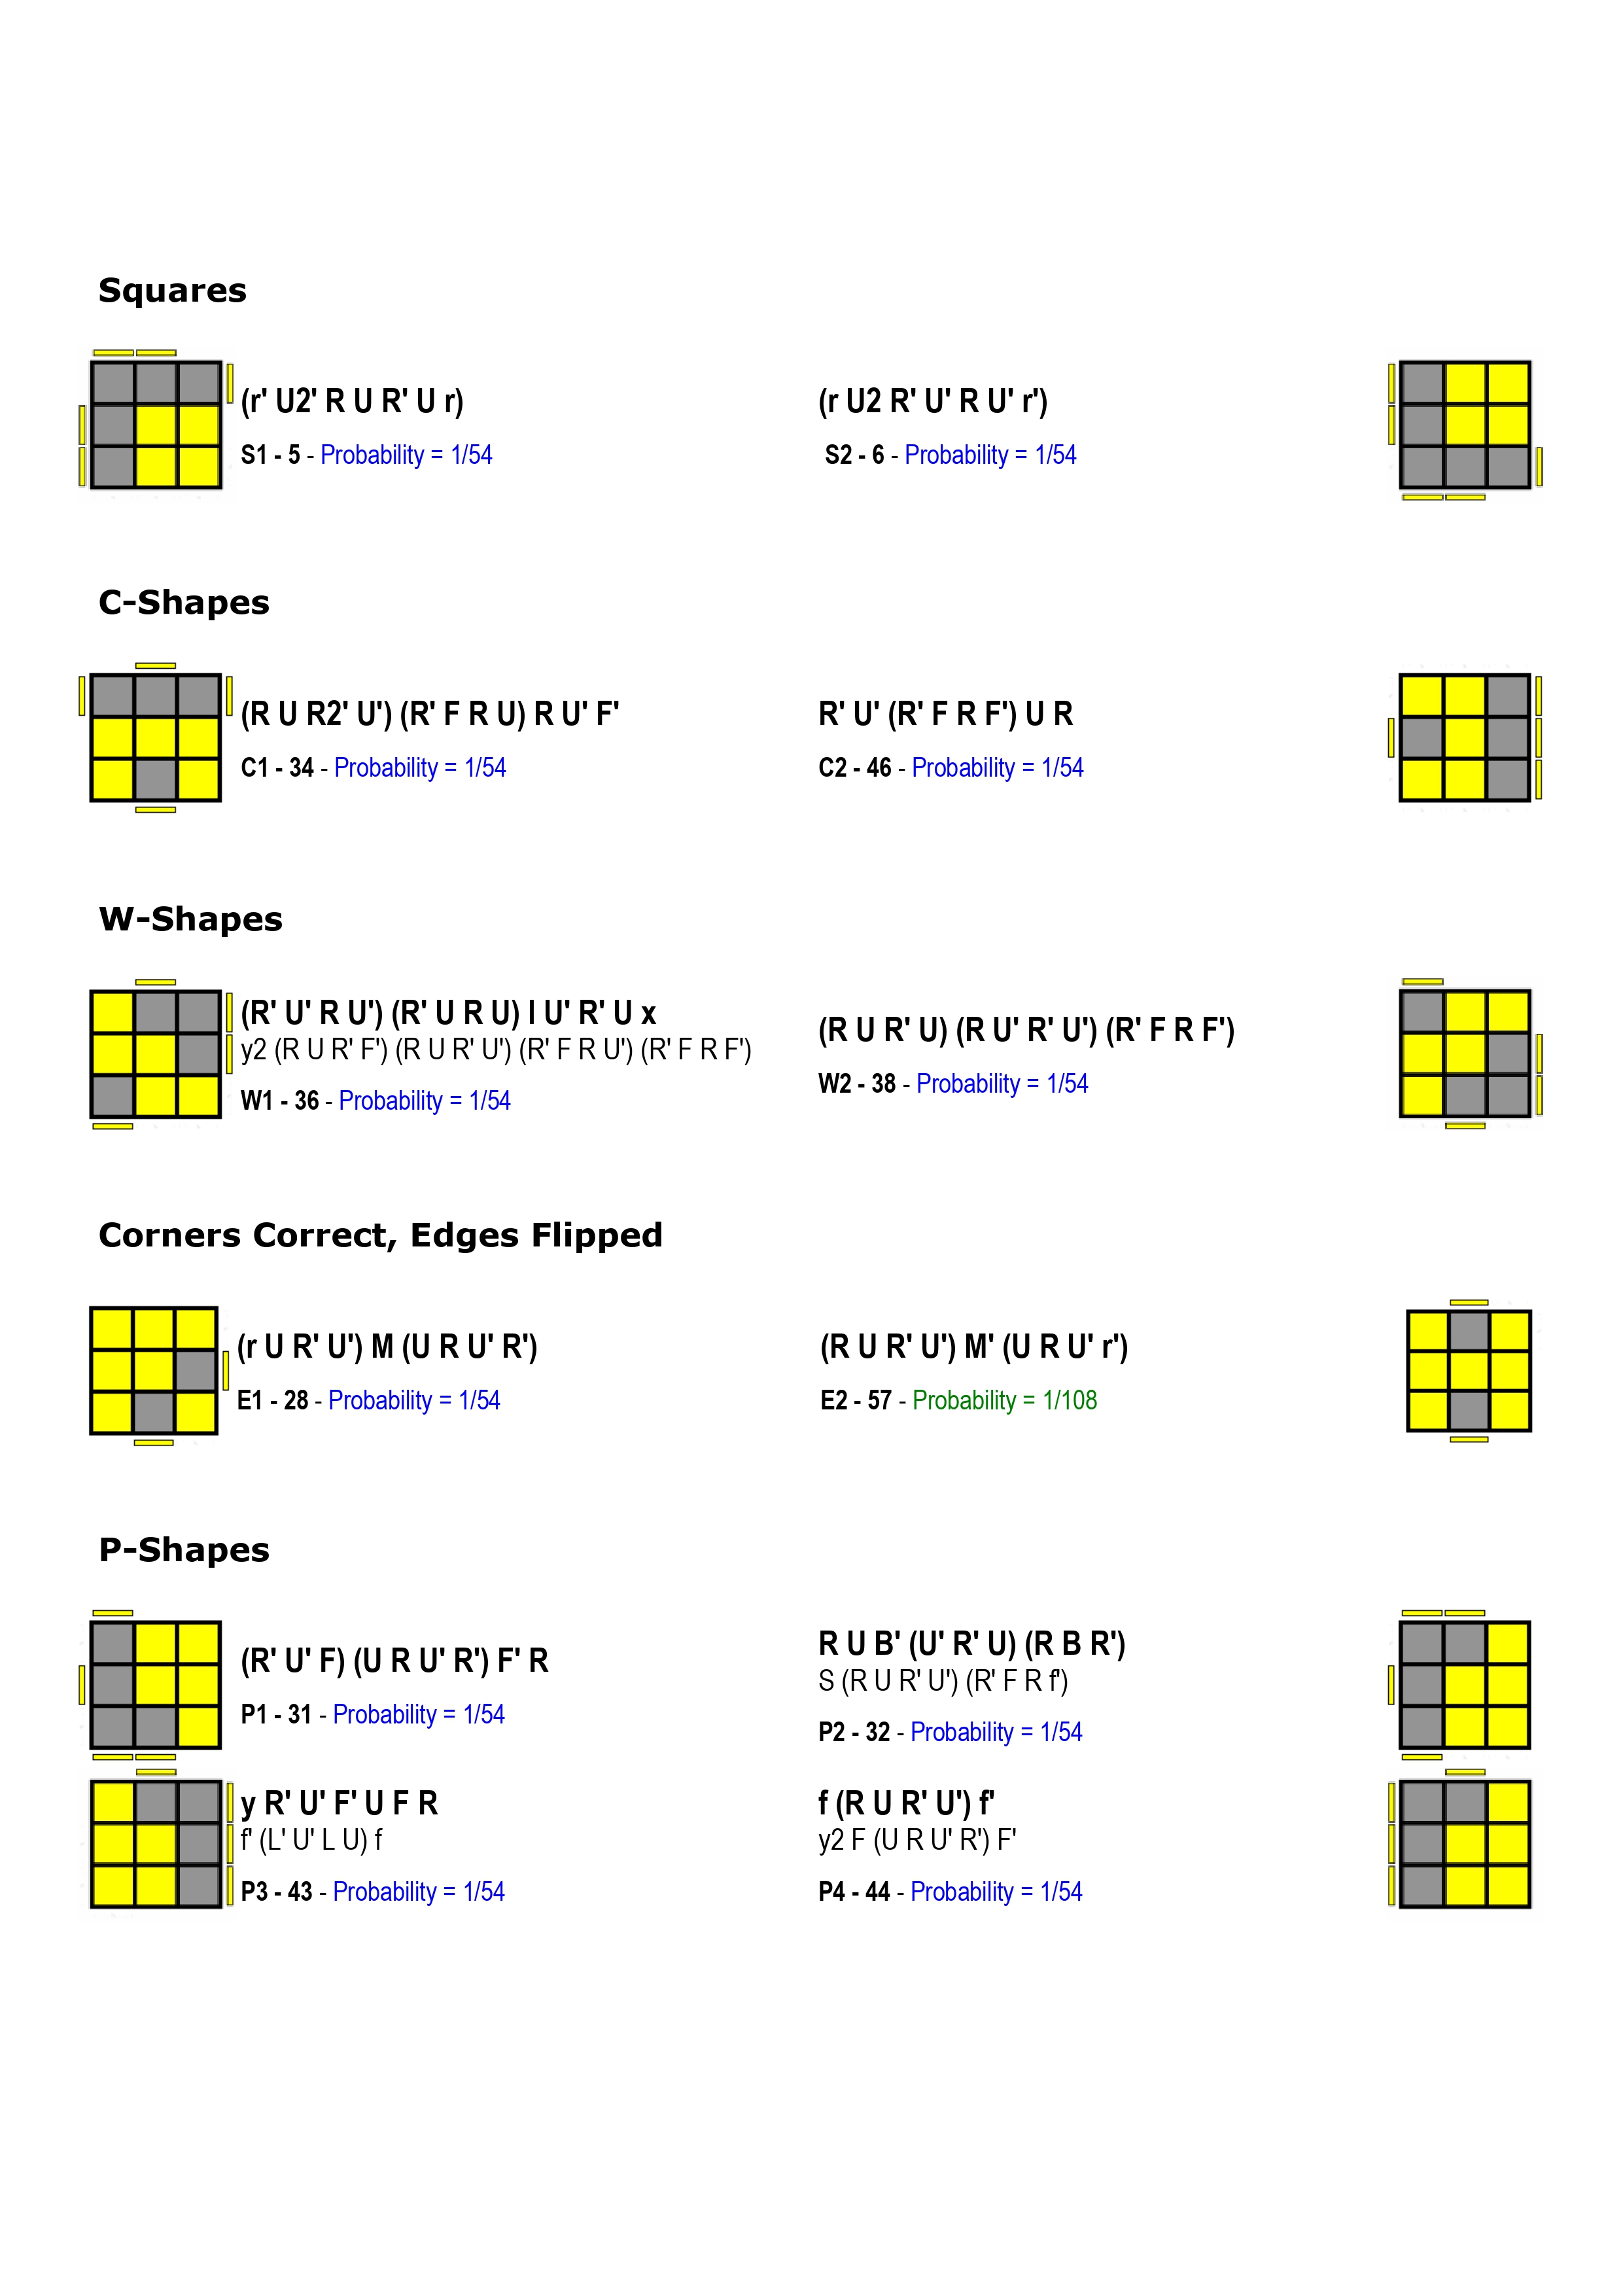 Squares
(r' U2' R U R' U r)
S1 - 5 - Probability = 1/54
(r U2 R' U' R U' r')
S2 - 6 - Probability = 1/54
C-Shapes
(R U R2' U') (R' F R U) R U' F'
C1 - 34 - Probability = 1/54
R' U' (R' F R F') U R
C2 - 46 - Probability = 1/54
W-Shapes
(R' U' R U') (R' U R U) l U' R' U x
y2 (R U R' F') (R U R' U') (R' F R U') (R' F R F')
W1 - 36 - Probability = 1/54
(R U R' U) (R U' R' U') (R' F R F')
W2 - 38 - Probability = 1/54
Corners Correct, Edges Flipped
(r U R' U') M (U R U' R')
E1 - 28 - Probability = 1/54
(R U R' U') M' (U R U' r')
E2 - 57 - Probability = 1/108
P-Shapes
(R' U' F) (U R U' R') F' R
P1 - 31 - Probability = 1/54
R U B' (U' R' U) (R B R')
S (R U R' U') (R' F R f')
P2 - 32 - Probability = 1/54
y R' U' F' U F R
f' (L' U' L U) f
P3 - 43 - Probability = 1/54
f (R U R' U') f'
y2 F (U R U' R') F'
P4 - 44 - Probability = 1/54